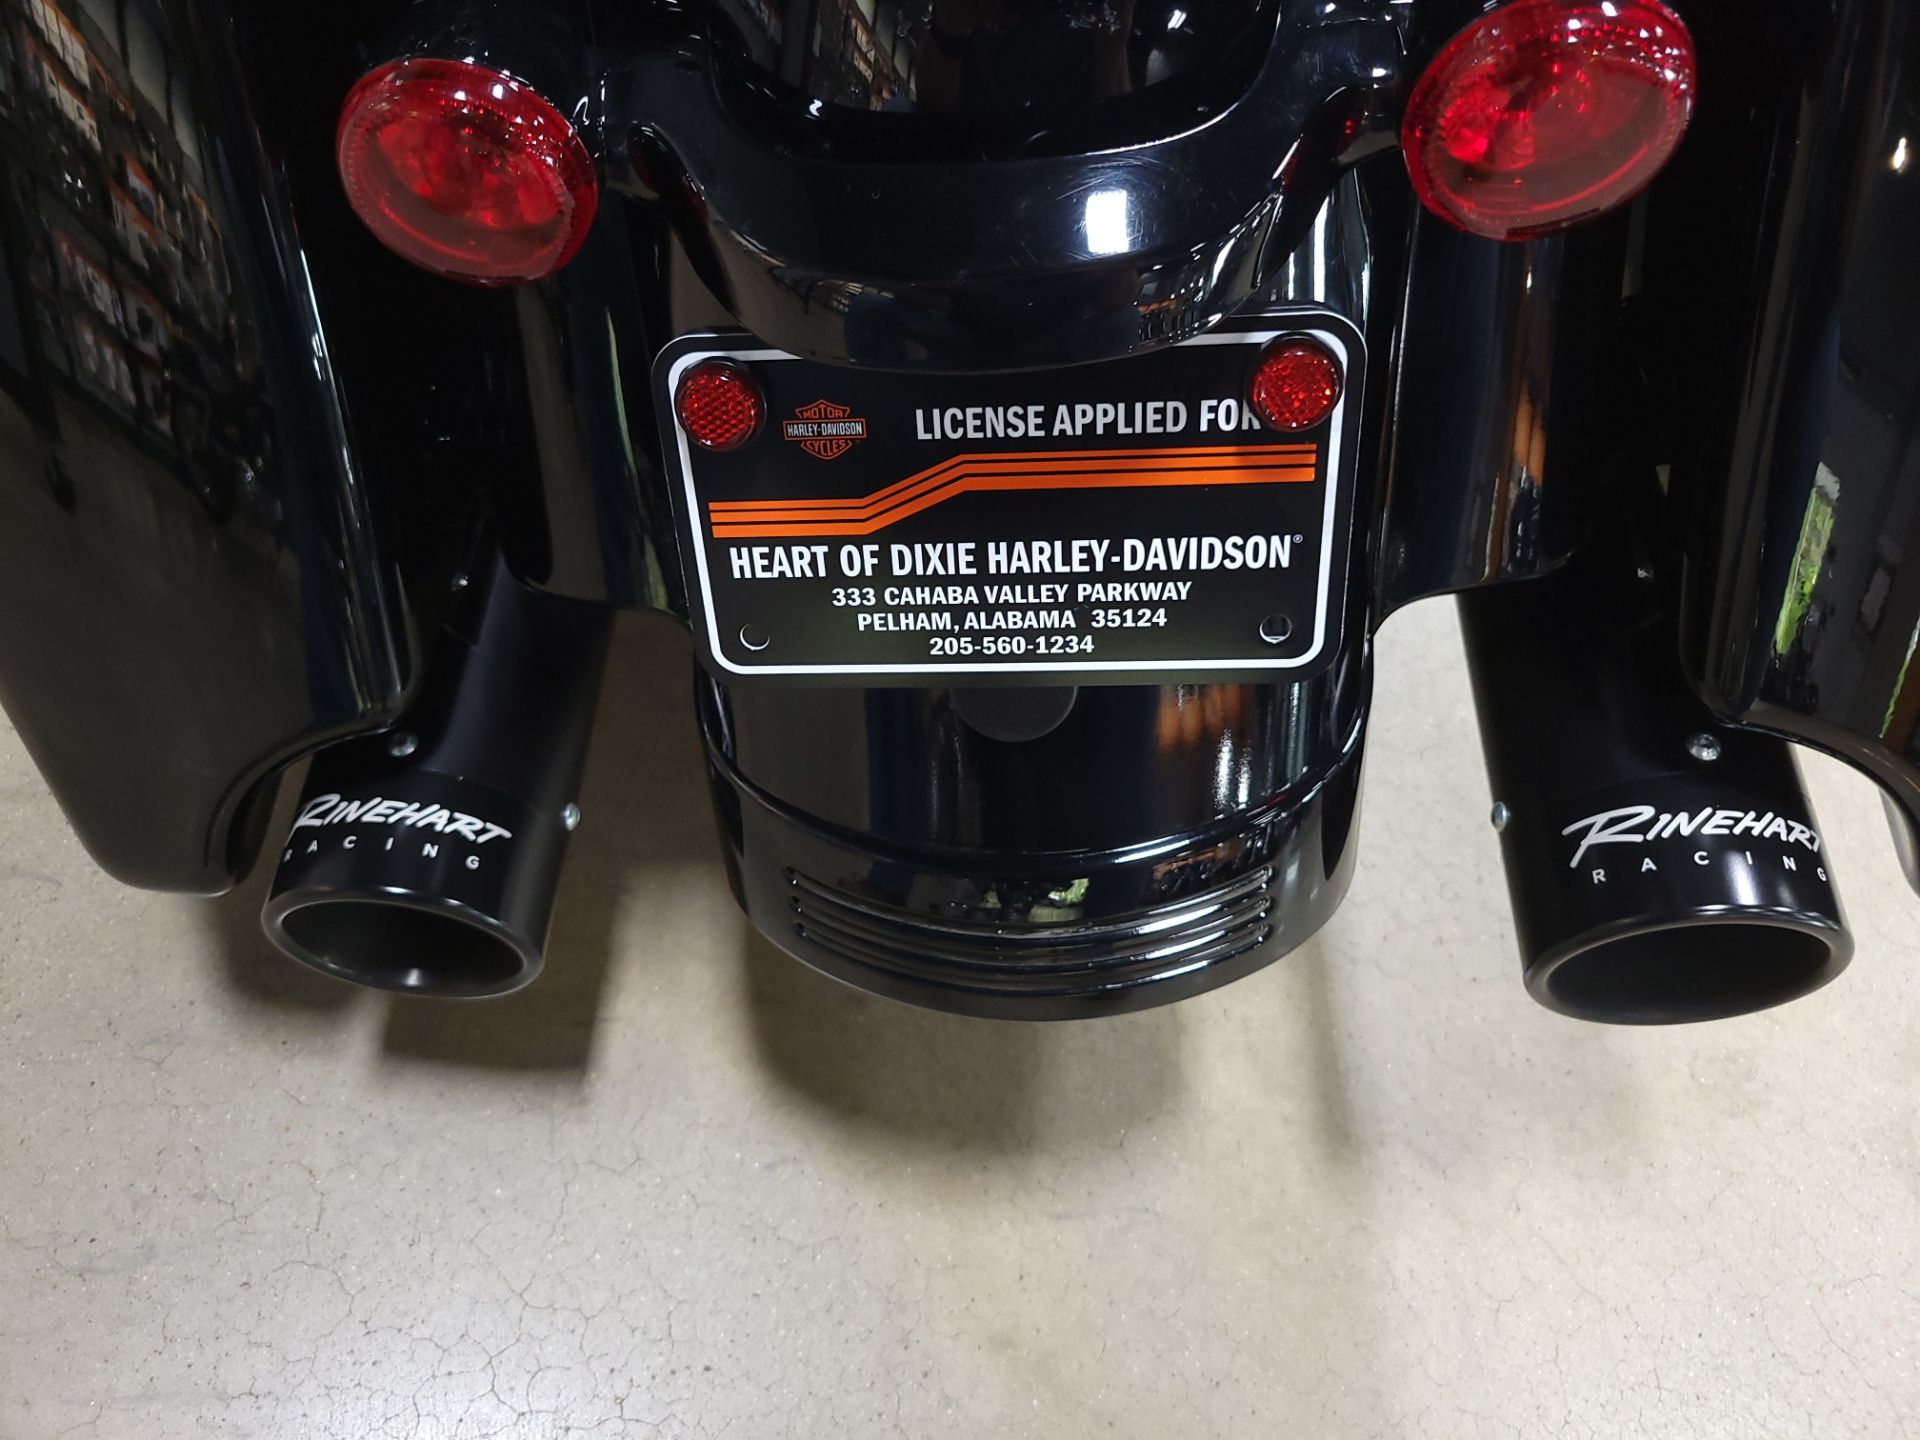 MOTOR
HARLEY-DAVIDSON
CYCLES
LICENSE APPLIED FOR
HEART OF DIXIE HARLEY-DAVIDSON®
333 CAHABA VALLEY PARKWAY
PELHAM, ALABAMA 35124
205-560-1234
RINEHART
RACING
RINEHART
RACING